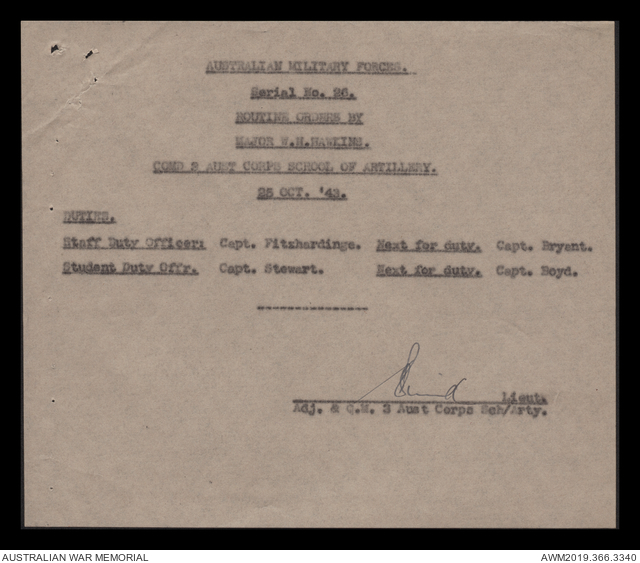 AUSTRALIAN MILITARY FORCES.
Serial No. 26.
ROUTINE ORDERS BY
MAJOR W.H.HAWKINS.
COMD 3 AUST CORPS SCHOOL OF ARTILLERY.
25 OCT. '43.
DUTIES.
Staff Duty Officer: Capt. Fitzhardinge. Next for duty. Capt. Bryant.
Student Duty Offr. Capt. Stewart. Next for duty. Capt. Boyd.
---------------
Lieut.
Adj. & Q.M. 3 Aust Corps Sch/Arty.
AUSTRALIAN WAR MEMORIAL
AWM2019.366.3340